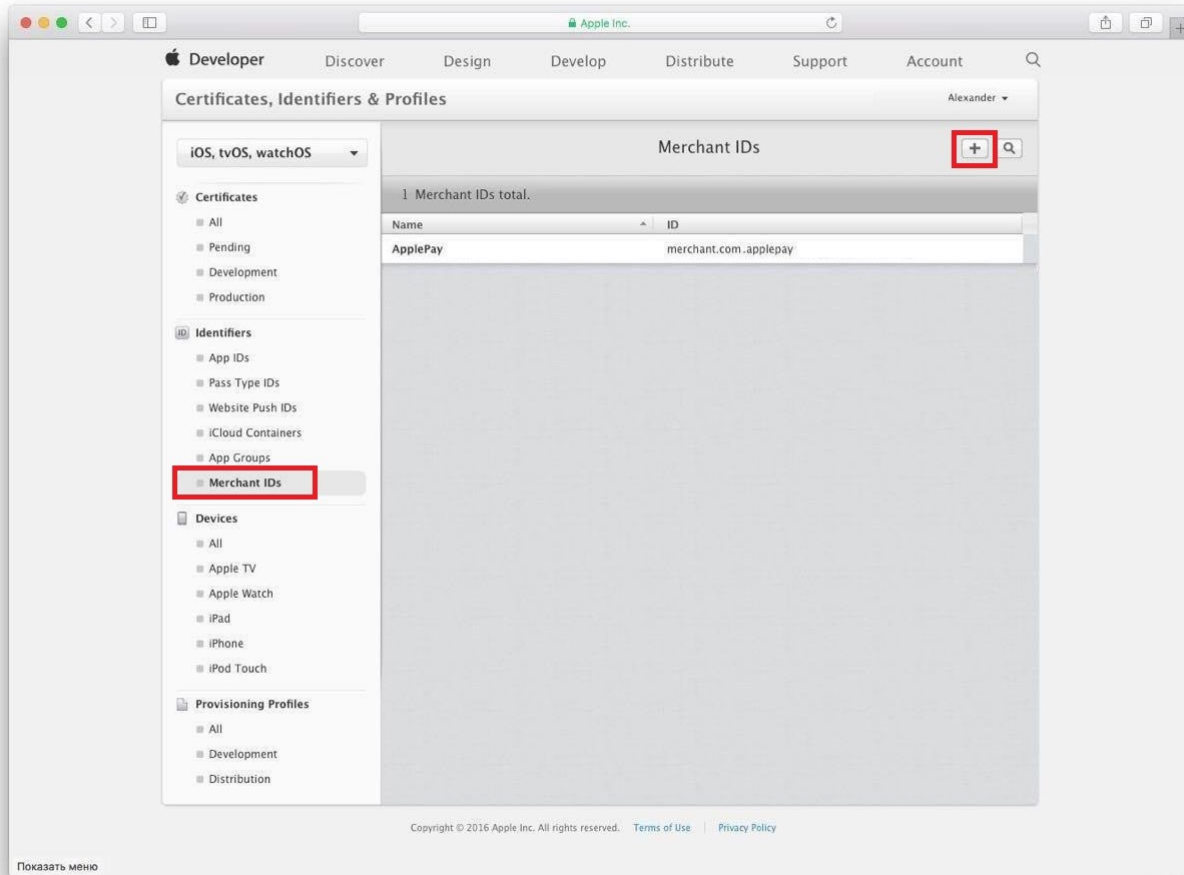 Apple Inc.
Developer Discover Design Develop Distribute Support Account
Certificates, Identifiers & Profiles Alexander
iOS, tvOS, watchOS
Certificates
All
Pending
Development
Production
ID Identifiers
App IDs
Pass Type IDs
Website Push IDs
iCloud Containers
App Groups
Merchant IDs
Devices
All
Apple TV
Apple Watch
iPad
iPhone
iPod Touch
Provisioning Profiles
All
Development
Distribution
Merchant IDs
1 Merchant IDs total.
Name ID
ApplePay merchant.com.applepay
Copyright © 2016 Apple Inc. All rights reserved. Terms of Use | Privacy Policy
Показать меню